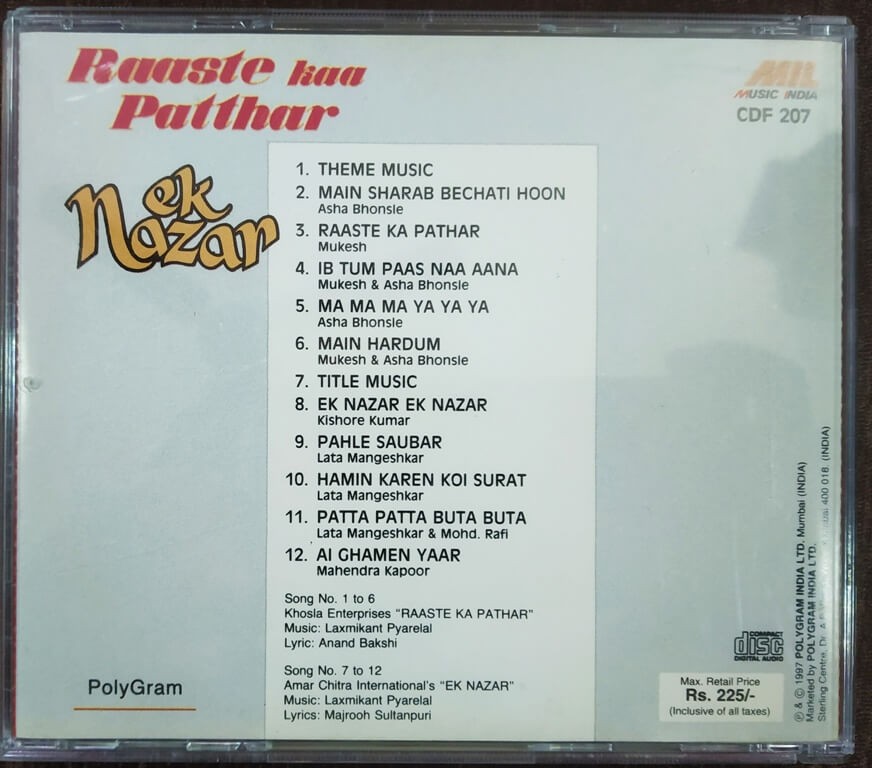 Raaste kaa
Patthar
MIL
MUSIC INDIA
CDF 207
ek
Nazar
1. THEME MUSIC
2. MAIN SHARAB BECHATI HOON
Asha Bhonsle
3. RAASTE KA PATHAR
Mukesh
4. IB TUM PAAS NAA AANA
Mukesh & Asha Bhonsle
5. MA MA MA YA YA YA
Asha Bhonsle
6. MAIN HARDUM
Mukesh & Asha Bhonsle
7. TITLE MUSIC
8. EK NAZAR EK NAZAR
Kishore Kumar
9. PAHLE SAUBAR
Lata Mangeshkar
10. HAMIN KAREN KOI SURAT
Lata Mangeshkar
11. PATTA PATTA BUTA BUTA
Lata Mangeshkar & Mohd. Rafi
12. AI GHAMEN YAAR
Mahendra Kapoor
Song No. 1 to 6
Khosla Enterprises "RAASTE KA PATHAR"
Music: Laxmikant Pyarelal
Lyric: Anand Bakshi
Song No. 7 to 12
Amar Chitra International's "EK NAZAR"
Music: Laxmikant Pyarelal
Lyrics: Majrooh Sultanpuri
PolyGram
COMPACT
disc
DIGITAL AUDIO
Max. Retail Price
Rs. 225/-
(Inclusive of all taxes)
℗ & © 1997 POLYGRAM INDIA LTD. Mumbai (INDIA)
Marketed by POLYGRAM INDIA LTD.
Sterling Centre, Dr. 400 018. (INDIA)